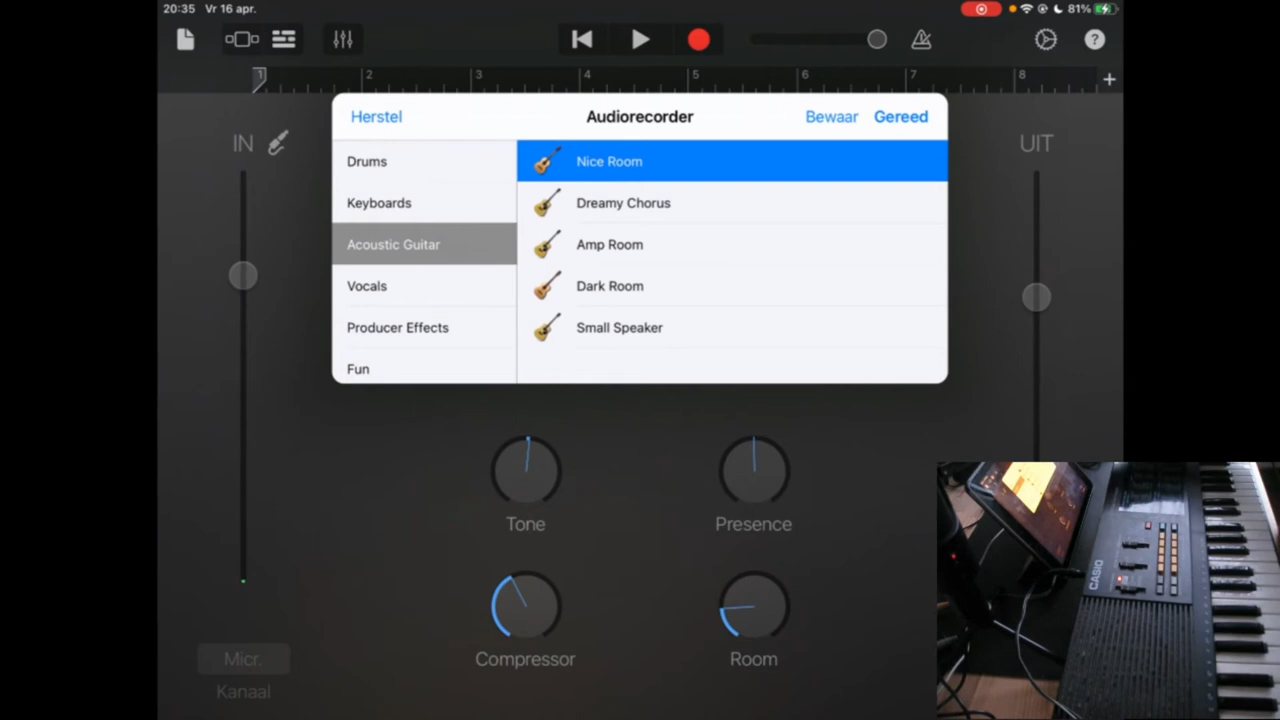 20:35 Vr 16 apr.
81%
?
1 2 3 4 5 6 7 8 +
Herstel
Audiorecorder
Bewaar
Gereed
IN
UIT
Drums
Keyboards
Acoustic Guitar
Vocals
Producer Effects
Fun
Nice Room
Dreamy Chorus
Amp Room
Dark Room
Small Speaker
Tone
Presence
Compressor
Room
Micr.
Kanaal
CASIO